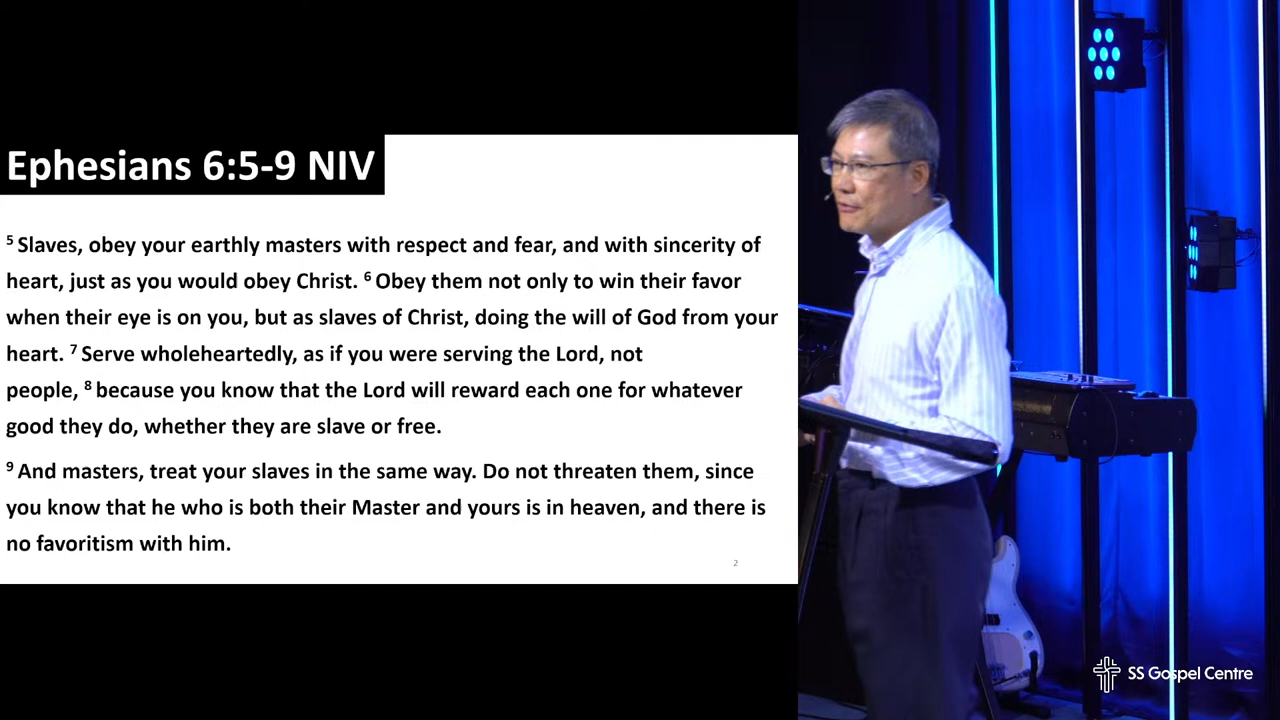 Ephesians 6:5-9 NIV
5 Slaves, obey your earthly masters with respect and fear, and with sincerity of
heart, just as you would obey Christ. 6 Obey them not only to win their favor
when their eye is on you, but as slaves of Christ, doing the will of God from your
heart. 7 Serve wholeheartedly, as if you were serving the Lord, not
people, 8 because you know that the Lord will reward each one for whatever
good they do, whether they are slave or free.
9 And masters, treat your slaves in the same way. Do not threaten them, since
you know that he who is both their Master and yours is in heaven, and there is
no favoritism with him.
2
SS Gospel Centre